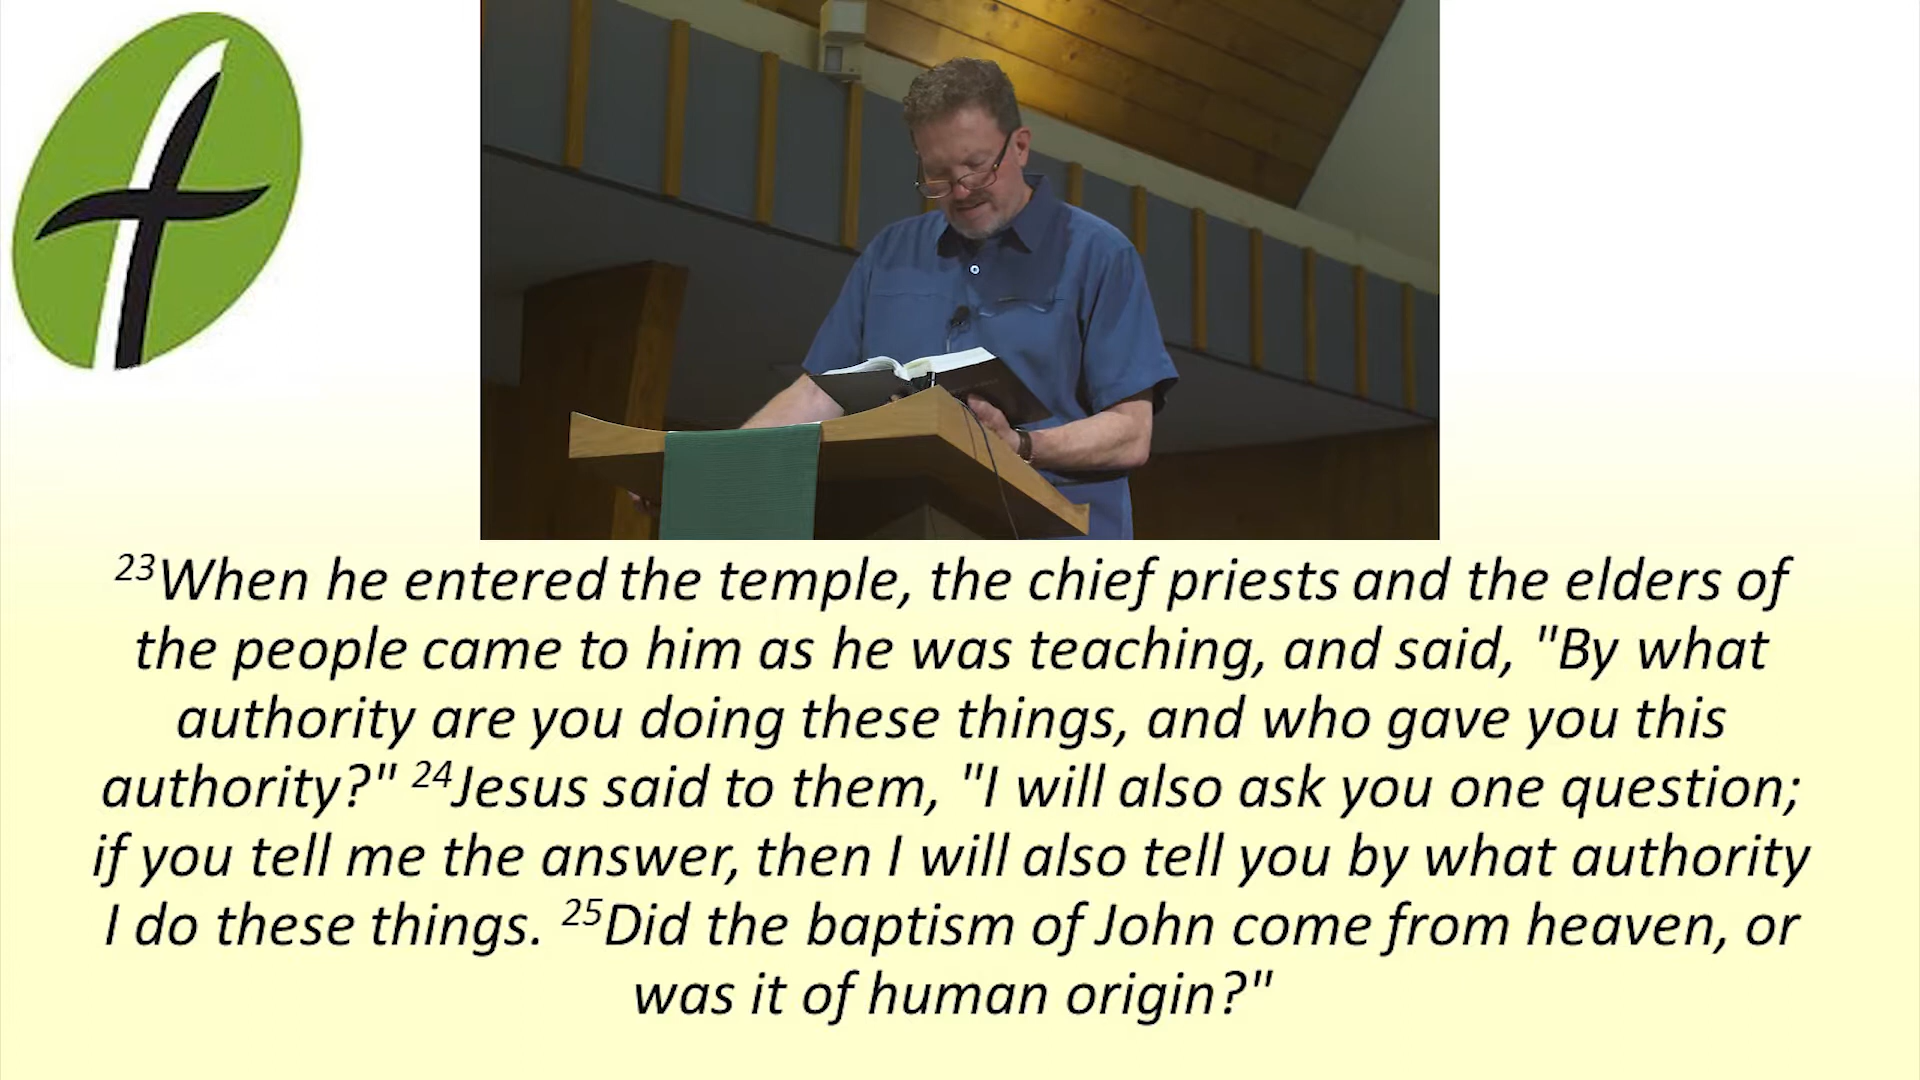 23When he entered the temple, the chief priests and the elders of
the people came to him as he was teaching, and said, "By what
authority are you doing these things, and who gave you this
authority?" 24Jesus said to them, "I will also ask you one question;
if you tell me the answer, then I will also tell you by what authority
I do these things. 25Did the baptism of John come from heaven, or
was it of human origin?"